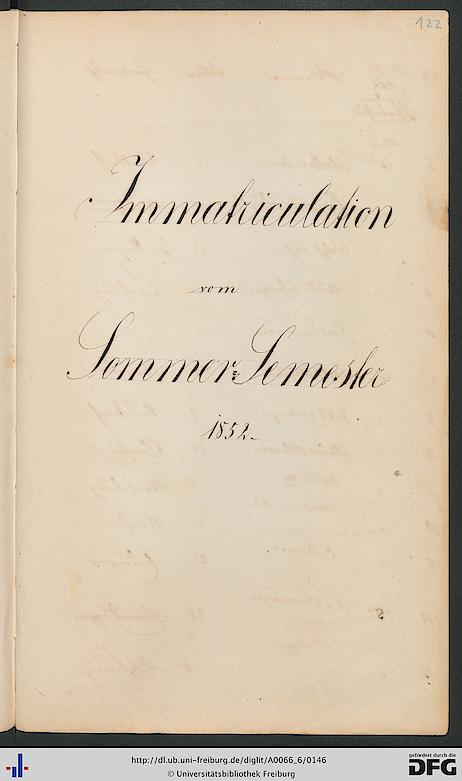 122
Immatriculation
vom
Sommer=Semester
1852.
http://dl.ub.uni-freiburg.de/diglit/A0066_6/0146
© Universitätsbibliothek Freiburg
gefördert durch die
DFG